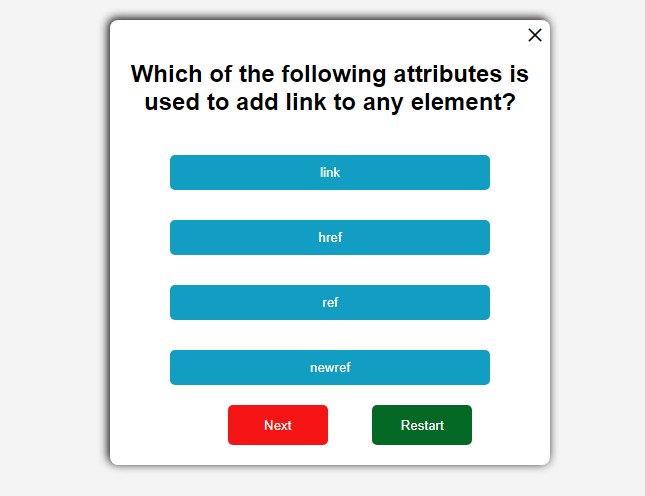 Which of the following attributes is
used to add link to any element?
link
href
ref
newref
Next
Restart